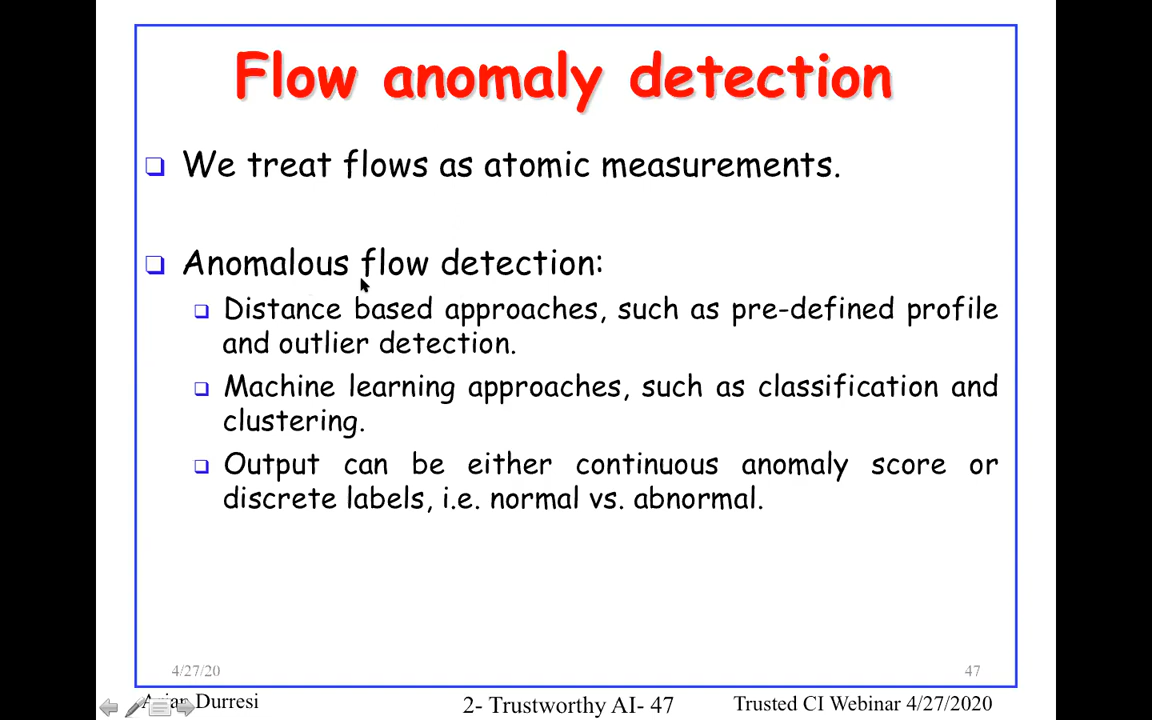 Flow anomaly detection
We treat flows as atomic measurements.
Anomalous flow detection:
Distance based approaches, such as pre-defined profile
and outlier detection.
Machine learning approaches, such as classification and
clustering.
Output can be either continuous anomaly score or
discrete labels, i.e. normal vs. abnormal.
4/27/20
47
Durresi
2- Trustworthy AI- 47
Trusted CI Webinar 4/27/2020